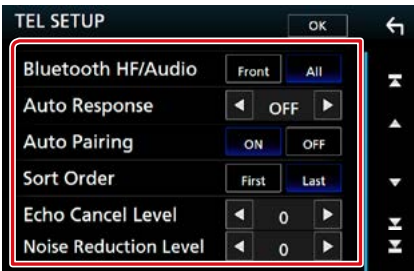 TEL SETUP OK
Bluetooth HF/Audio Front All
Auto Response OFF
Auto Pairing ON OFF
Sort Order First Last
Echo Cancel Level 0
Noise Reduction Level 0